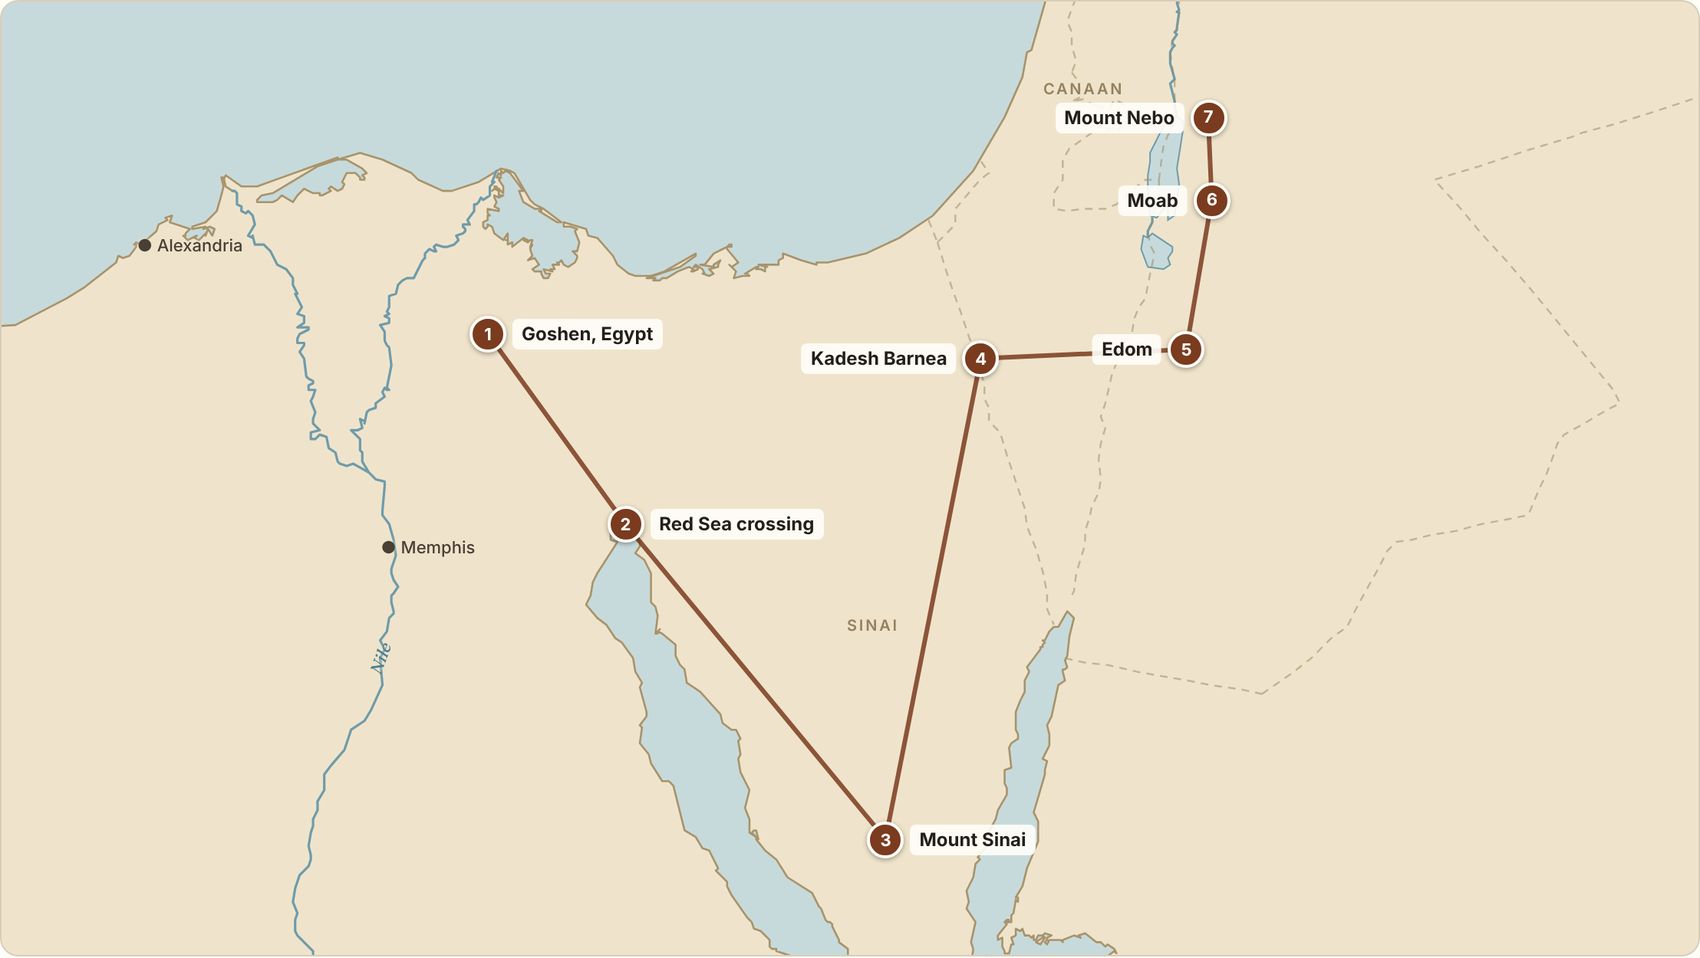 CANAAN
Mount Nebo
7
Moab
6
Alexandria
1
Goshen, Egypt
Kadesh Barnea
4
Edom
5
2
Red Sea crossing
Memphis
SINAI
Nile
3
Mount Sinai